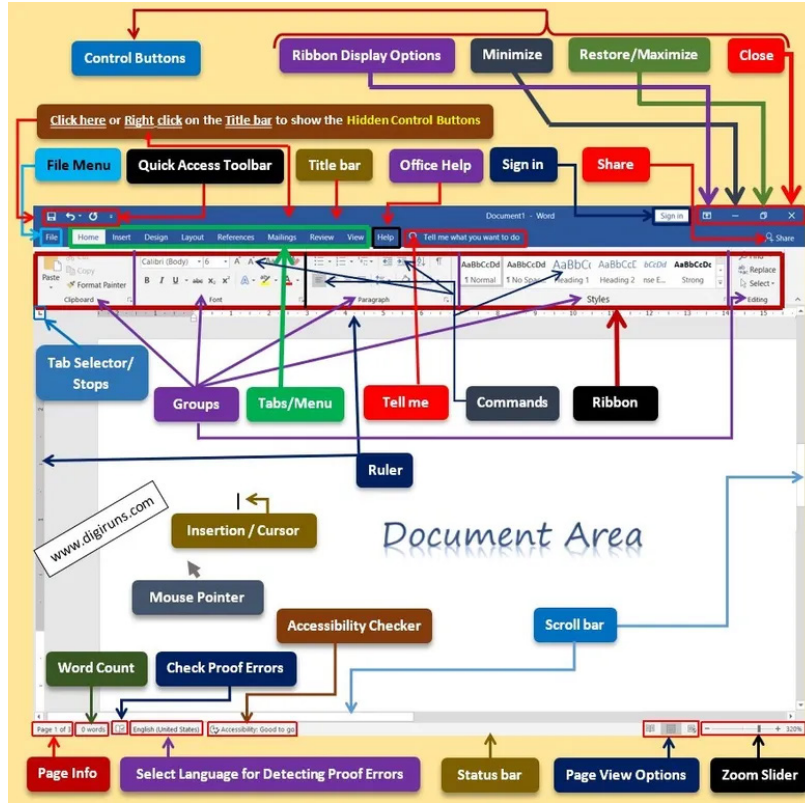 Control Buttons
Ribbon Display Options
Minimize
Restore/Maximize
Close
Click here or Right click on the Title bar to show the Hidden Control Buttons
File Menu
Quick Access Toolbar
Title bar
Office Help
Sign in
Share
Document1 - Word
Sign in
File
Home
Insert
Design
Layout
References
Mailings
Review
View
Help
Tell me what you want to do
Share
Calibri (Body)
6
AaBbCcDd
AaBbCcDd
AaBbC
AaBbCcE
AaBbCcDc
Paste
Copy
Format Painter
B I U
¶ Normal
¶ No Spac
Heading 1
Heading 2
nse E...
Strong
Replace
Select
Clipboard
Font
Paragraph
Styles
Editing
Tab Selector/
Stops
Groups
Tabs/Menu
Tell me
Commands
Ribbon
Ruler
www.digiruns.com
Insertion / Cursor
Document Area
Mouse Pointer
Accessibility Checker
Scroll bar
Word Count
Check Proof Errors
Page 1 of 1
0 words
English (United States)
Accessibility: Good to go
320%
Page Info
Select Language for Detecting Proof Errors
Status bar
Page View Options
Zoom Slider